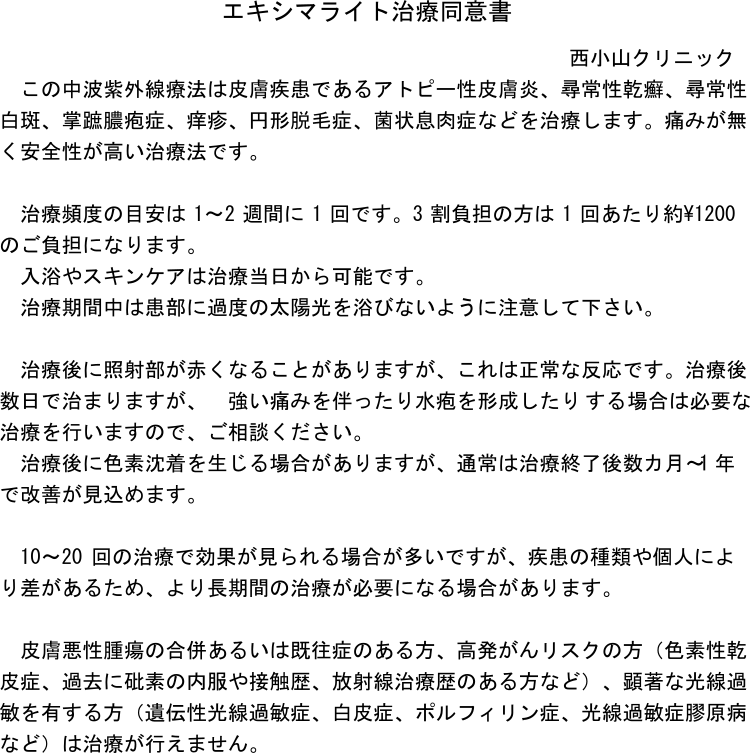 エキシマライト治療同意書
西小山クリニック
この中波紫外線療法は皮膚疾患であるアトピー性皮膚炎、尋常性乾癬、尋常性
白斑、掌蹠膿疱症、痒疹、円形脱毛症、菌状息肉症などを治療します。痛みが無
く安全性が高い治療法です。
治療頻度の目安は 1～2 週間に 1 回です。3 割負担の方は 1 回あたり約¥1200
のご負担になります。
入浴やスキンケアは治療当日から可能です。
治療期間中は患部に過度の太陽光を浴びないように注意して下さい。
治療後に照射部が赤くなることがありますが、これは正常な反応です。治療後
数日で治まりますが、　強い痛みを伴ったり水疱を形成したりする場合は必要な
治療を行いますので、ご相談ください。
治療後に色素沈着を生じる場合がありますが、通常は治療終了後数カ月～1 年
で改善が見込めます。
10～20 回の治療で効果が見られる場合が多いですが、疾患の種類や個人によ
り差があるため、より長期間の治療が必要になる場合があります。
皮膚悪性腫瘍の合併あるいは既往症のある方、高発がんリスクの方（色素性乾
皮症、過去に砒素の内服や接触歴、放射線治療歴のある方など）、顕著な光線過
敏を有する方（遺伝性光線過敏症、白皮症、ポルフィリン症、光線過敏症膠原病
など）は治療が行えません。